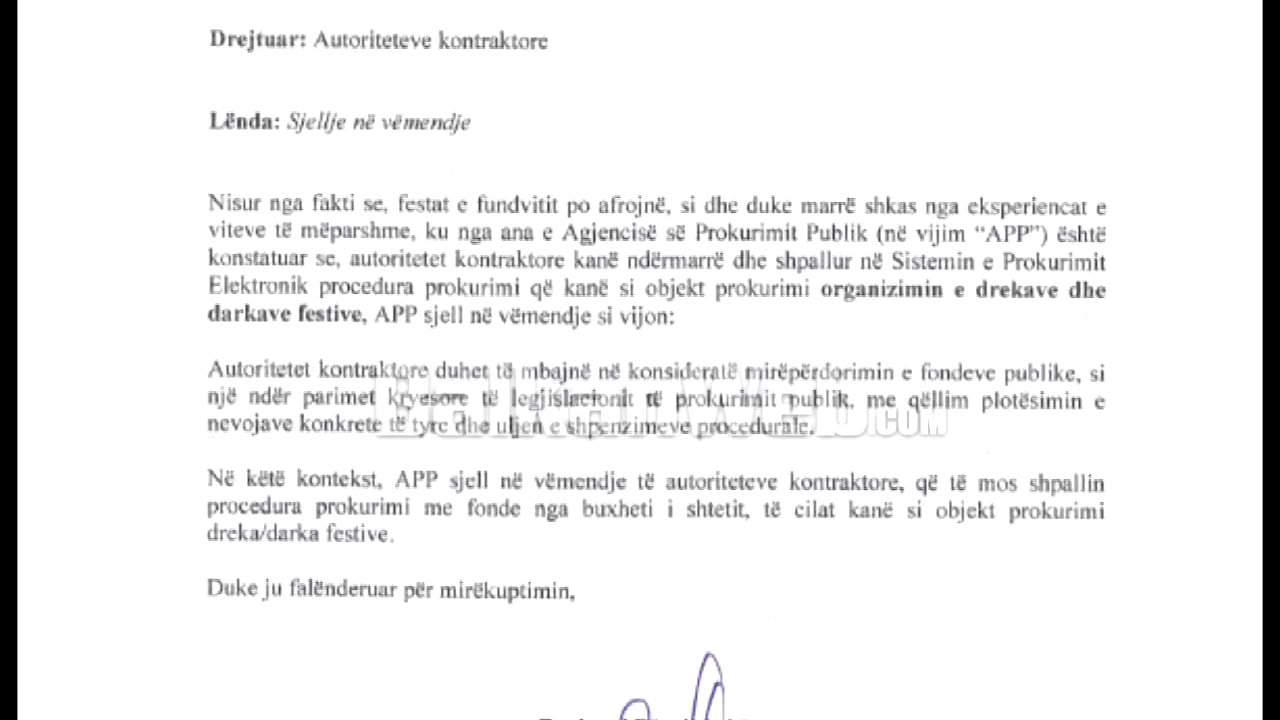 Drejtuar: Autoriteteve kontraktore
Lënda: Sjellje në vëmendje
Nisur nga fakti se, festat e fundvitit po afrojnë, si dhe duke marrë shkas nga eksperiencat e
viteve të mëparshme, ku nga ana e Agjencisë së Prokurimit Publik (në vijim “APP”) është
konstatuar se, autoritetet kontraktore kanë ndërmarrë dhe shpallur në Sistemin e Prokurimit
Elektronik procedura prokurimi që kanë si objekt prokurimi organizimin e drekave dhe
darkave festive, APP sjell në vëmendje si vijon:
Autoritetet kontraktore duhet të mbajnë në konsideratë mirëpërdorimin e fondeve publike, si
një ndër parimet kryesore të legjislacionit të prokurimit publik, me qëllim plotësimin e
nevojave konkrete të tyre dhe uljen e shpenzimeve procedurale.
BalkanWeb.com
Në këtë kontekst, APP sjell në vëmendje të autoriteteve kontraktore, që të mos shpallin
procedura prokurimi me fonde nga buxheti i shtetit, të cilat kanë si objekt prokurimi
dreka/darka festive.
Duke ju falënderuar për mirëkuptimin,